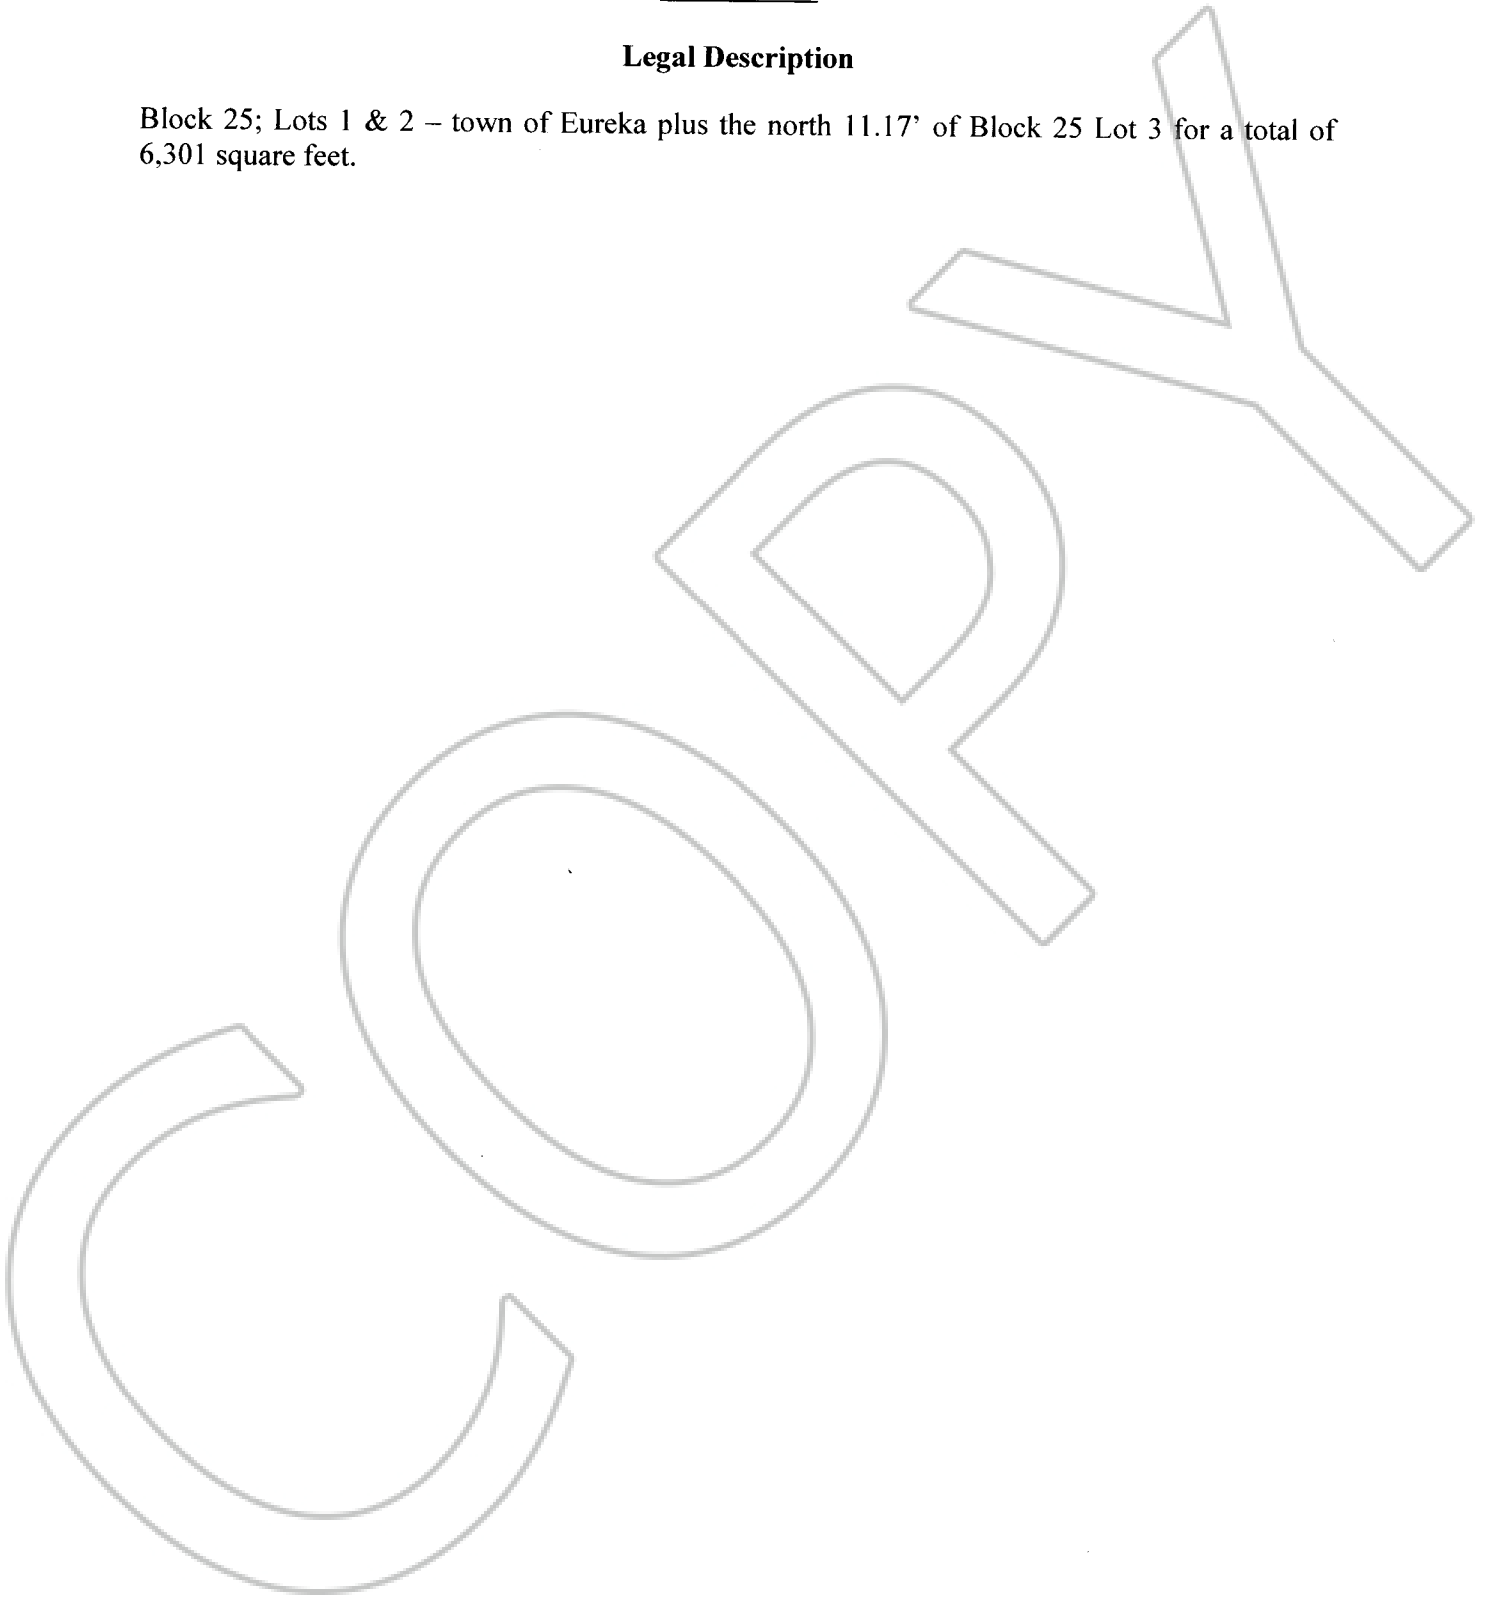 Legal Description
Block 25; Lots 1 & 2 – town of Eureka plus the north 11.17’ of Block 25 Lot 3 for a total of
6,301 square feet.
COPY